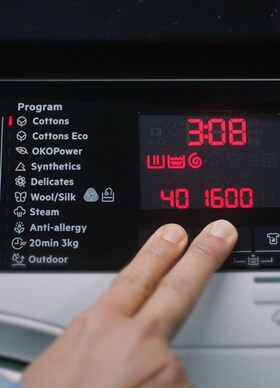 Program
Cottons
Cottons Eco
OKOPower
Synthetics
Delicates
Wool/Silk
Steam
Anti-allergy
20min 3kg
Outdoor
3:08
40 1600